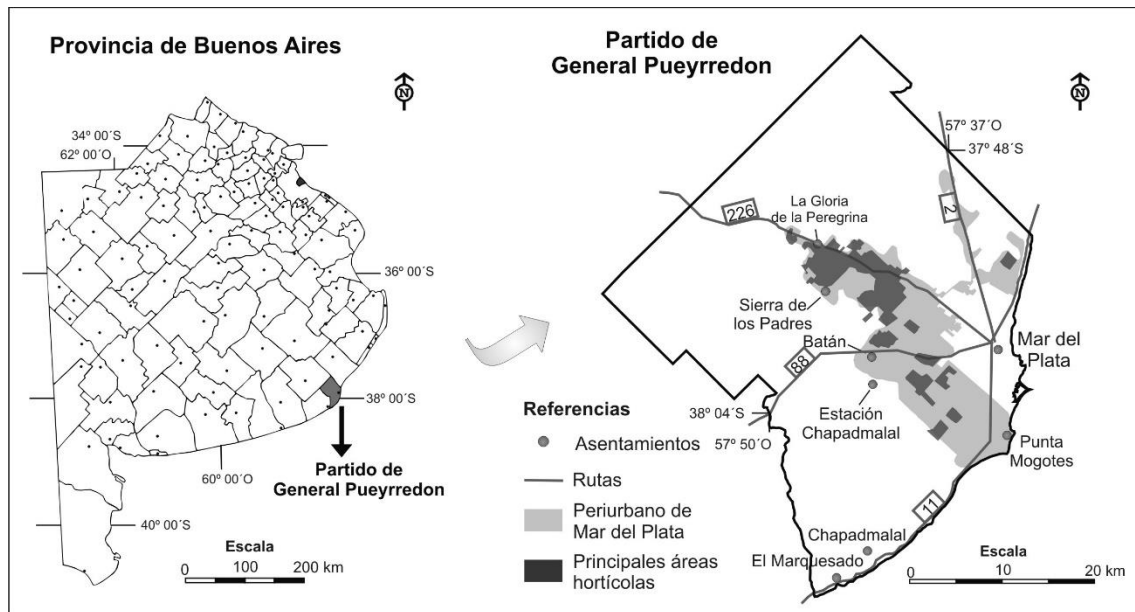 Provincia de Buenos Aires
N
34º 00´S
62º 00´O
36º 00´S
38º 00´S
60º 00´O
Partido de
General Pueyrredon
40º 00´S
Escala
0 100 200 km
Partido de
General Pueyrredon
N
57º 37´O
37º 48´S
226
La Gloria
de la Peregrina
2
Sierra de
los Padres
Batán
Mar del
Plata
88
Estación
Chapadmalal
38º 04´S
57º 50´O
Punta
Mogotes
11
Chapadmalal
El Marquesado
Referencias
Asentamientos
Rutas
Periurbano de
Mar del Plata
Principales áreas
hortícolas
Escala
0 10 20 km